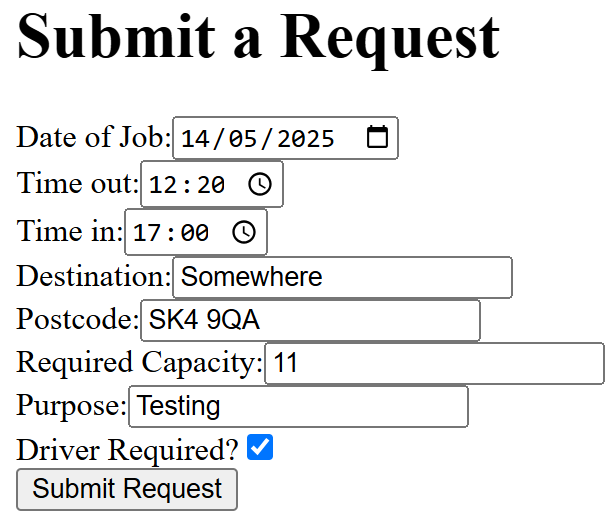 Submit a Request
Date of Job: 14/05/2025
Time out: 12:20
Time in: 17:00
Destination: Somewhere
Postcode: SK4 9QA
Required Capacity: 11
Purpose: Testing
Driver Required?
Submit Request